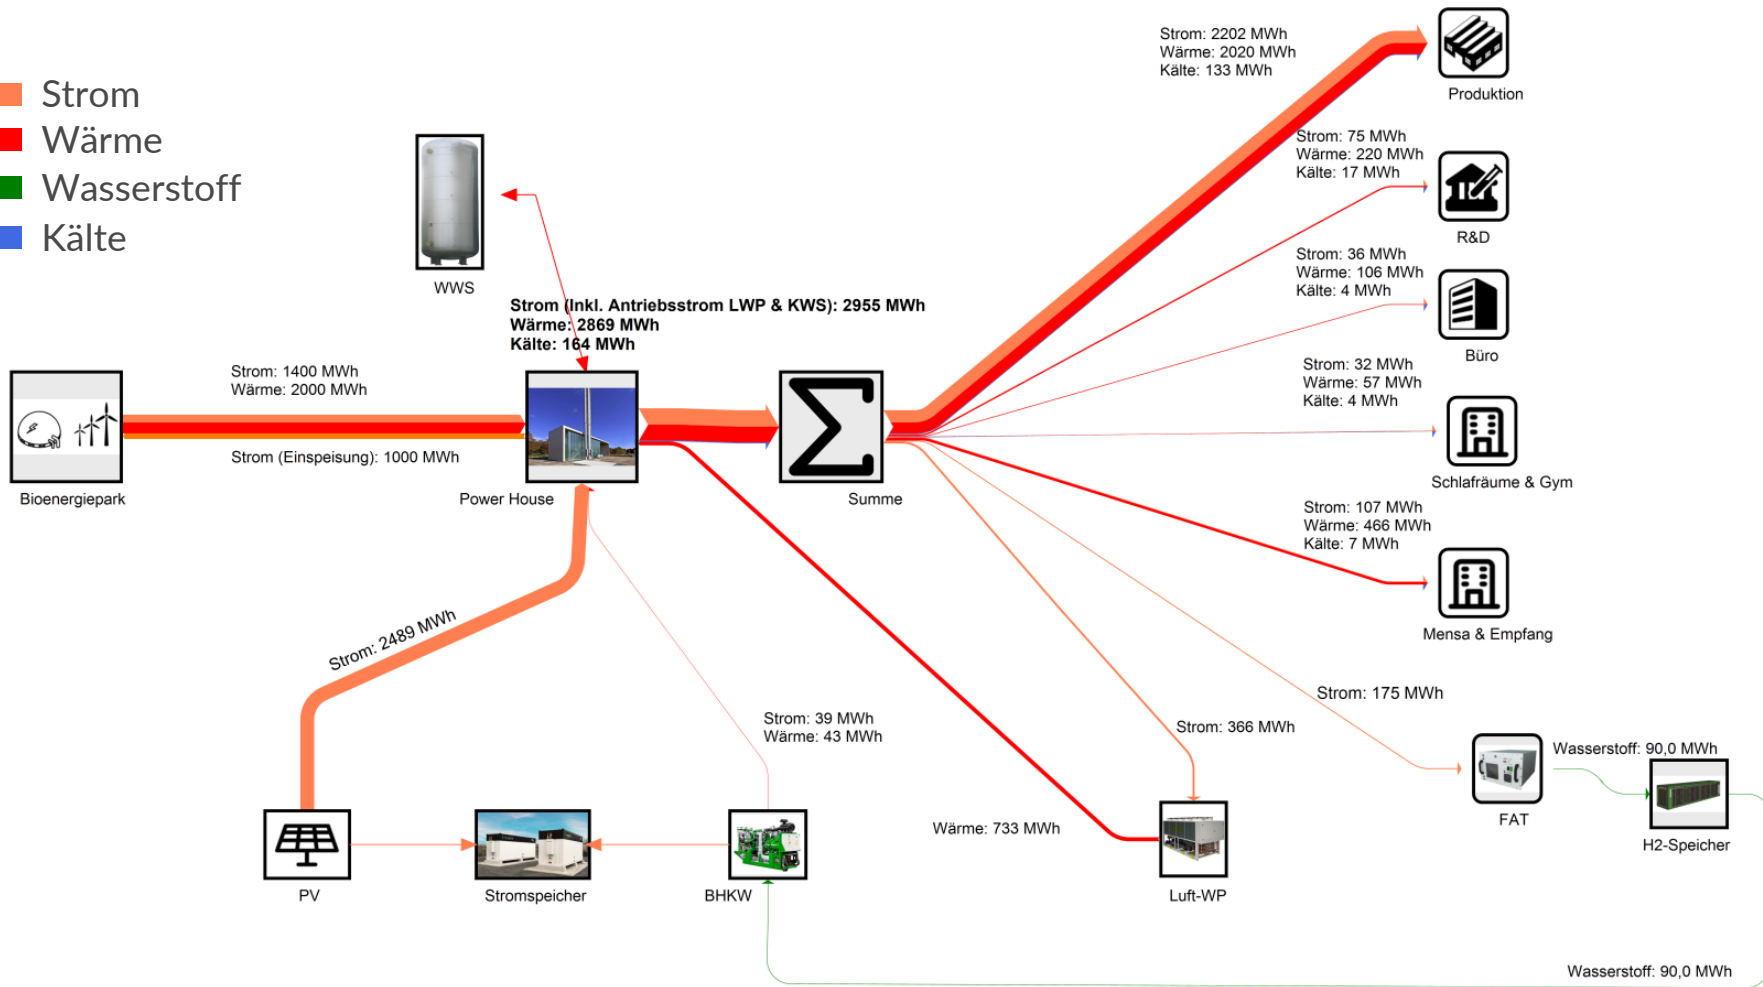 Strom
Wärme
Wasserstoff
Kälte
Strom: 2202 MWh
Wärme: 2020 MWh
Kälte: 133 MWh
Produktion
Strom: 75 MWh
Wärme: 220 MWh
Kälte: 17 MWh
R&D
WWS
Strom: 36 MWh
Wärme: 106 MWh
Kälte: 4 MWh
Büro
Strom (Inkl. Antriebsstrom LWP & KWS): 2955 MWh
Wärme: 2869 MWh
Kälte: 164 MWh
Strom: 1400 MWh
Wärme: 2000 MWh
Strom (Einspeisung): 1000 MWh
Bioenergiepark
Power House
Summe
Strom: 32 MWh
Wärme: 57 MWh
Kälte: 4 MWh
Schlafräume & Gym
Strom: 107 MWh
Wärme: 466 MWh
Kälte: 7 MWh
Mensa & Empfang
Strom: 2489 MWh
Strom: 39 MWh
Wärme: 43 MWh
Strom: 175 MWh
Strom: 366 MWh
Wasserstoff: 90,0 MWh
FAT
H2-Speicher
Wärme: 733 MWh
PV
Stromspeicher
BHKW
Luft-WP
Wasserstoff: 90,0 MWh